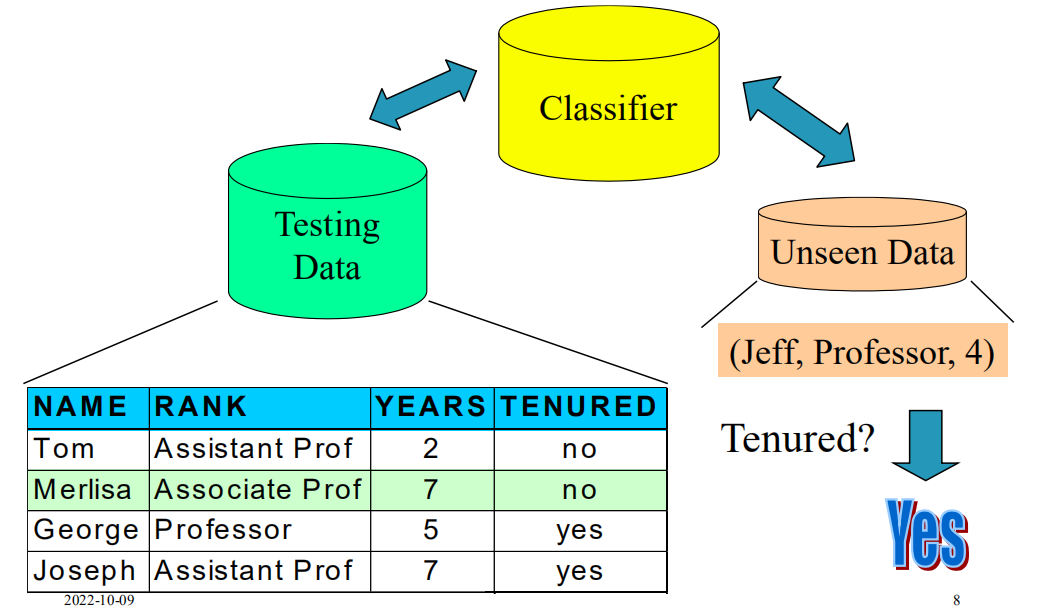 Classifier
Testing
Data
Unseen Data
(Jeff, Professor, 4)
NAME RANK YEARS TENURED
Tom Assistant Prof 2 no
Merlisa Associate Prof 7 no
George Professor 5 yes
Joseph Assistant Prof 7 yes
Tenured?
Yes
2022-10-09
8